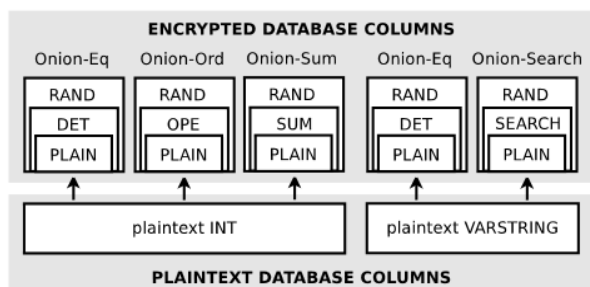 ENCRYPTED DATABASE COLUMNS
Onion-Eq Onion-Ord Onion-Sum Onion-Eq Onion-Search
RAND RAND RAND RAND RAND
DET OPE SUM DET SEARCH
PLAIN PLAIN PLAIN PLAIN PLAIN
plaintext INT plaintext VARSTRING
PLAINTEXT DATABASE COLUMNS